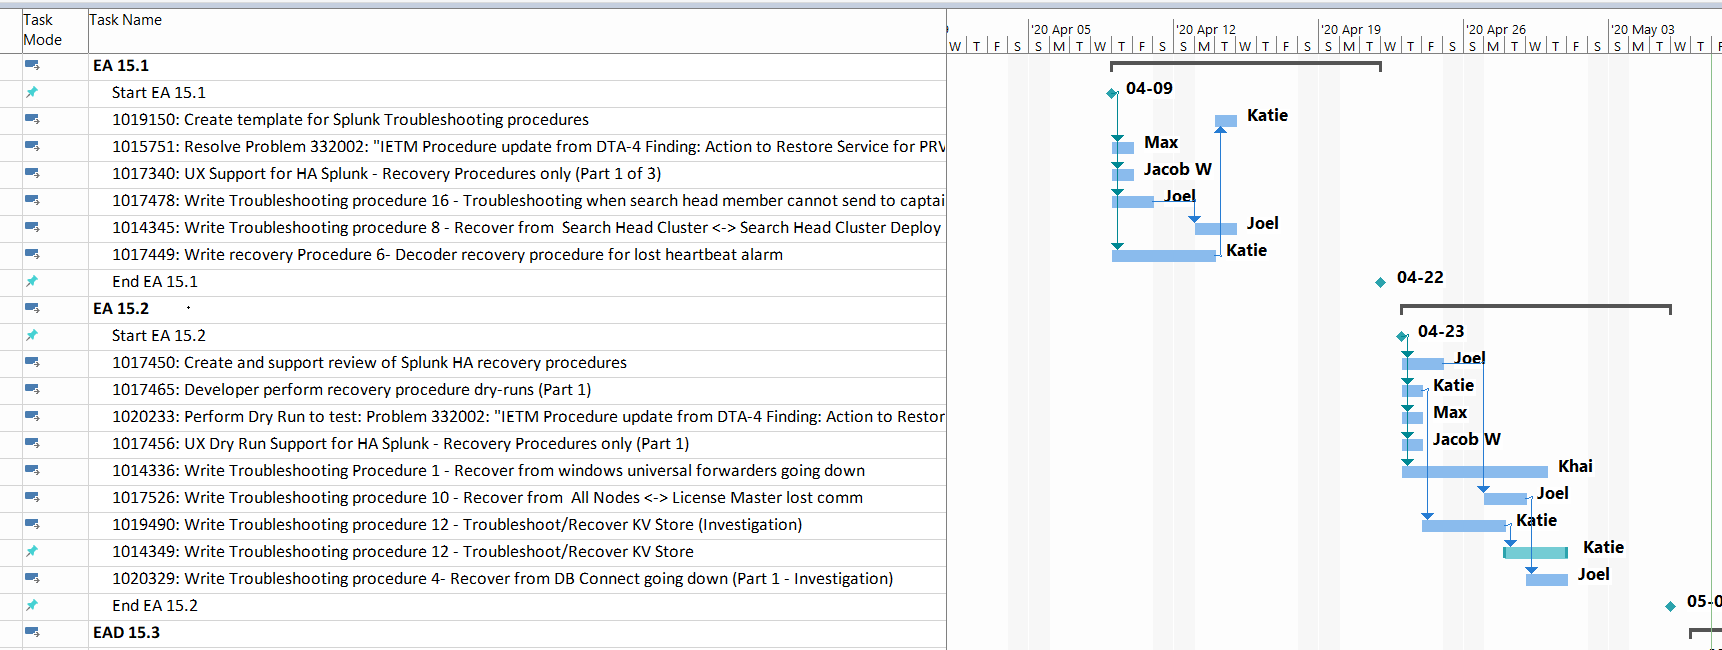 Task Mode
Task Name
'20 Apr 05
'20 Apr 12
'20 Apr 19
'20 Apr 26
'20 May 03
W T F S S M T W T F S S M T W T F S S M T W T F S S M T W T F S S M T W T F
EA 15.1
Start EA 15.1
04-09
1019150: Create template for Splunk Troubleshooting procedures
Katie
1015751: Resolve Problem 332002: "IETM Procedure update from DTA-4 Finding: Action to Restore Service for PRV
Max
1017340: UX Support for HA Splunk - Recovery Procedures only (Part 1 of 3)
Jacob W
1017478: Write Troubleshooting procedure 16 - Troubleshooting when search head member cannot send to captai
Joel
1014345: Write Troubleshooting procedure 8 - Recover from  Search Head Cluster <-> Search Head Cluster Deploy
Joel
1017449: Write recovery Procedure 6- Decoder recovery procedure for lost heartbeat alarm
Katie
End EA 15.1
04-22
EA 15.2
Start EA 15.2
04-23
1017450: Create and support review of Splunk HA recovery procedures
Joel
1017465: Developer perform recovery procedure dry-runs (Part 1)
Katie
1020233: Perform Dry Run to test: Problem 332002: "IETM Procedure update from DTA-4 Finding: Action to Restor
Max
1017456: UX Dry Run Support for HA Splunk - Recovery Procedures only (Part 1)
Jacob W
1014336: Write Troubleshooting Procedure 1 - Recover from windows universal forwarders going down
Khai
1017526: Write Troubleshooting procedure 10 - Recover from  All Nodes <-> License Master lost comm
Joel
1019490: Write Troubleshooting procedure 12 - Troubleshoot/Recover KV Store (Investigation)
Katie
1014349: Write Troubleshooting procedure 12 - Troubleshoot/Recover KV Store
Katie
1020329: Write Troubleshooting procedure 4- Recover from DB Connect going down (Part 1 - Investigation)
Joel
End EA 15.2
05-0
EAD 15.3